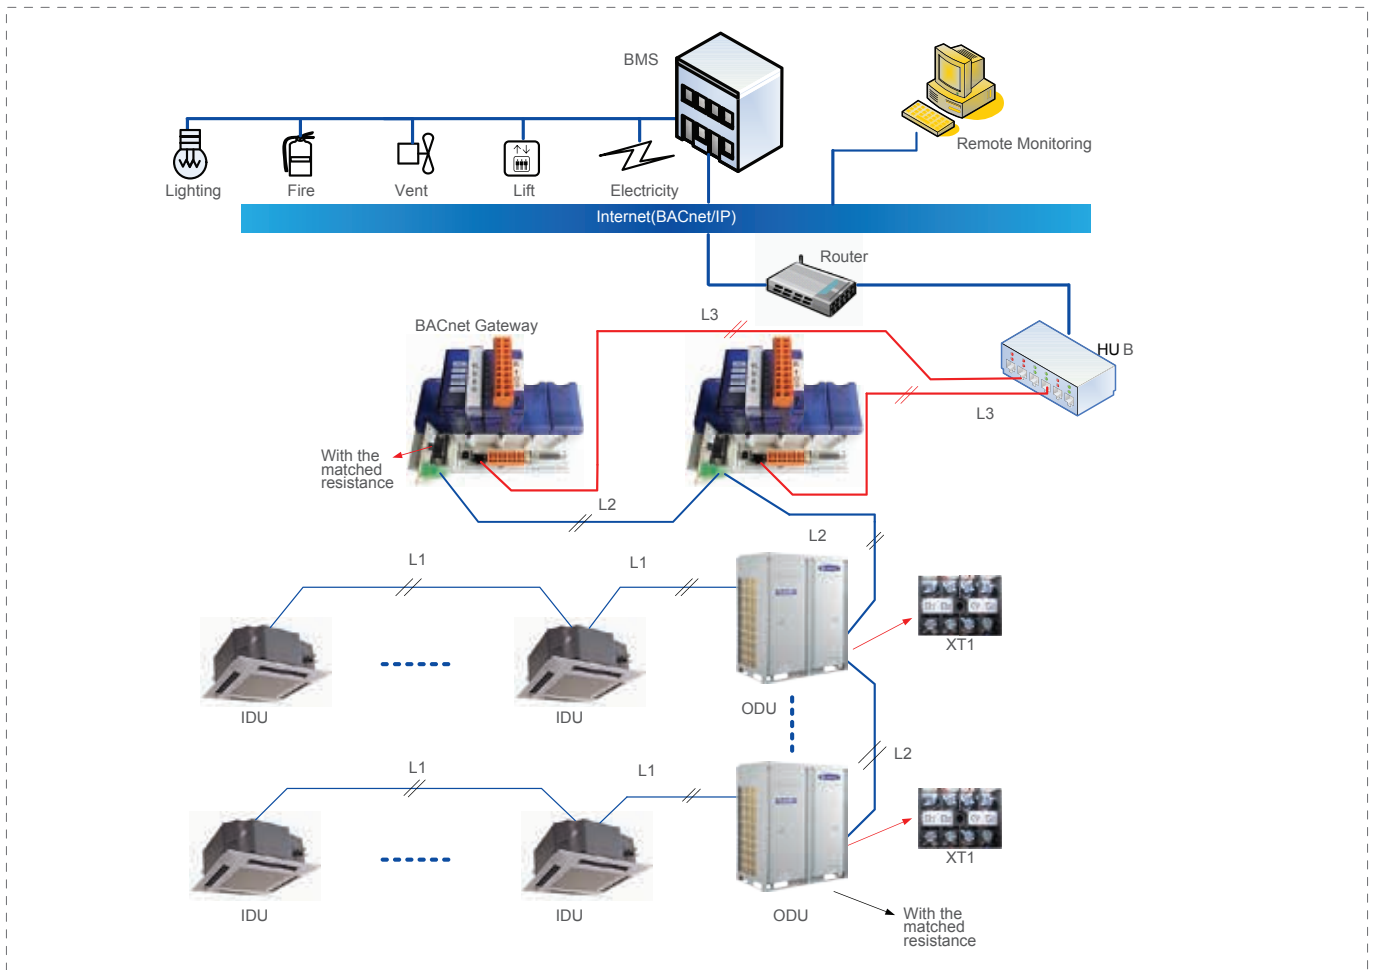 BMS
Remote Monitoring
Lighting
Fire
Vent
Lift
Electricity
Internet(BACnet/IP)
Router
L3
BACnet Gateway
HU B
L3
With the
matched
resistance
L2
L2
L1
L1
XT1
IDU
IDU
ODU
L2
L1
L1
XT1
IDU
IDU
ODU
With the
matched
resistance